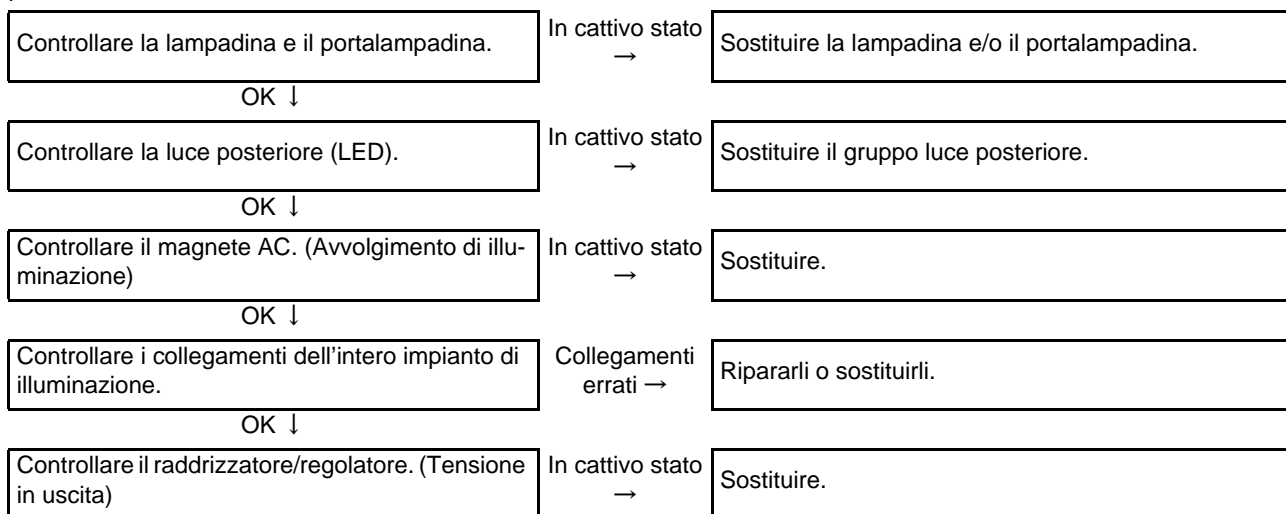 Controllare la lampadina e il portalampadina.
In cattivo stato
→
Sostituire la lampadina e/o il portalampadina.
OK ↓
Controllare la luce posteriore (LED).
In cattivo stato
→
Sostituire il gruppo luce posteriore.
OK ↓
Controllare il magnete AC. (Avvolgimento di illu-
minazione)
In cattivo stato
→
Sostituire.
OK ↓
Controllare i collegamenti dell'intero impianto di
illuminazione.
Collegamenti
errati →
Ripararli o sostituirli.
OK ↓
Controllare il raddrizzatore/regolatore. (Tensione
in uscita)
In cattivo stato
→
Sostituire.